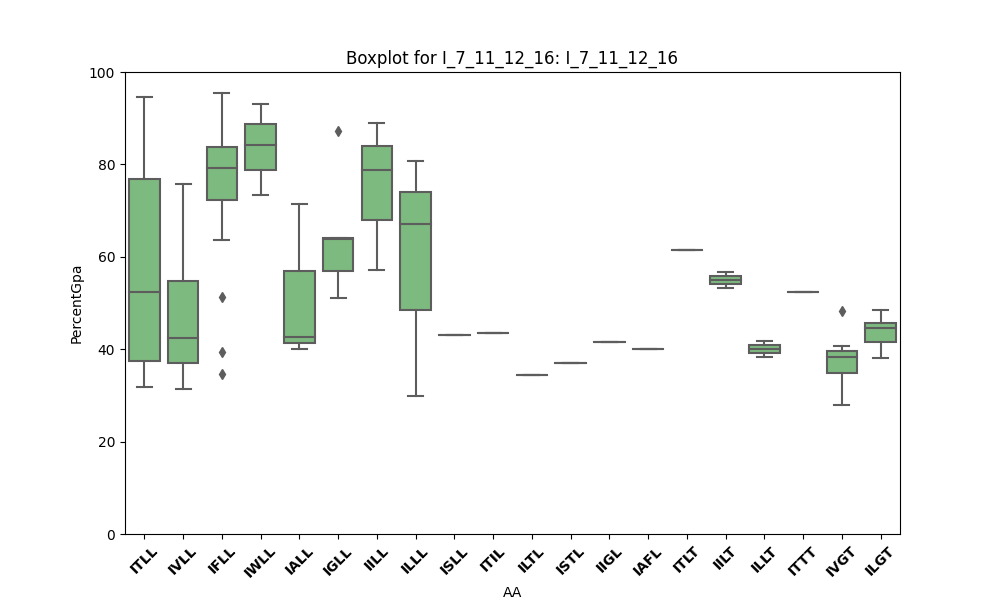 Boxplot for I_7_11_12_16: I_7_11_12_16
PercentGpa
100
80
60
40
20
0
ITLL IVLL IFLL IWLL IALL IGLL IILL ILLL ISLL ITIL ILTL ISTL IIGL IAFL ITLT IILT ILLT ITTT IVGT ILGT
AA